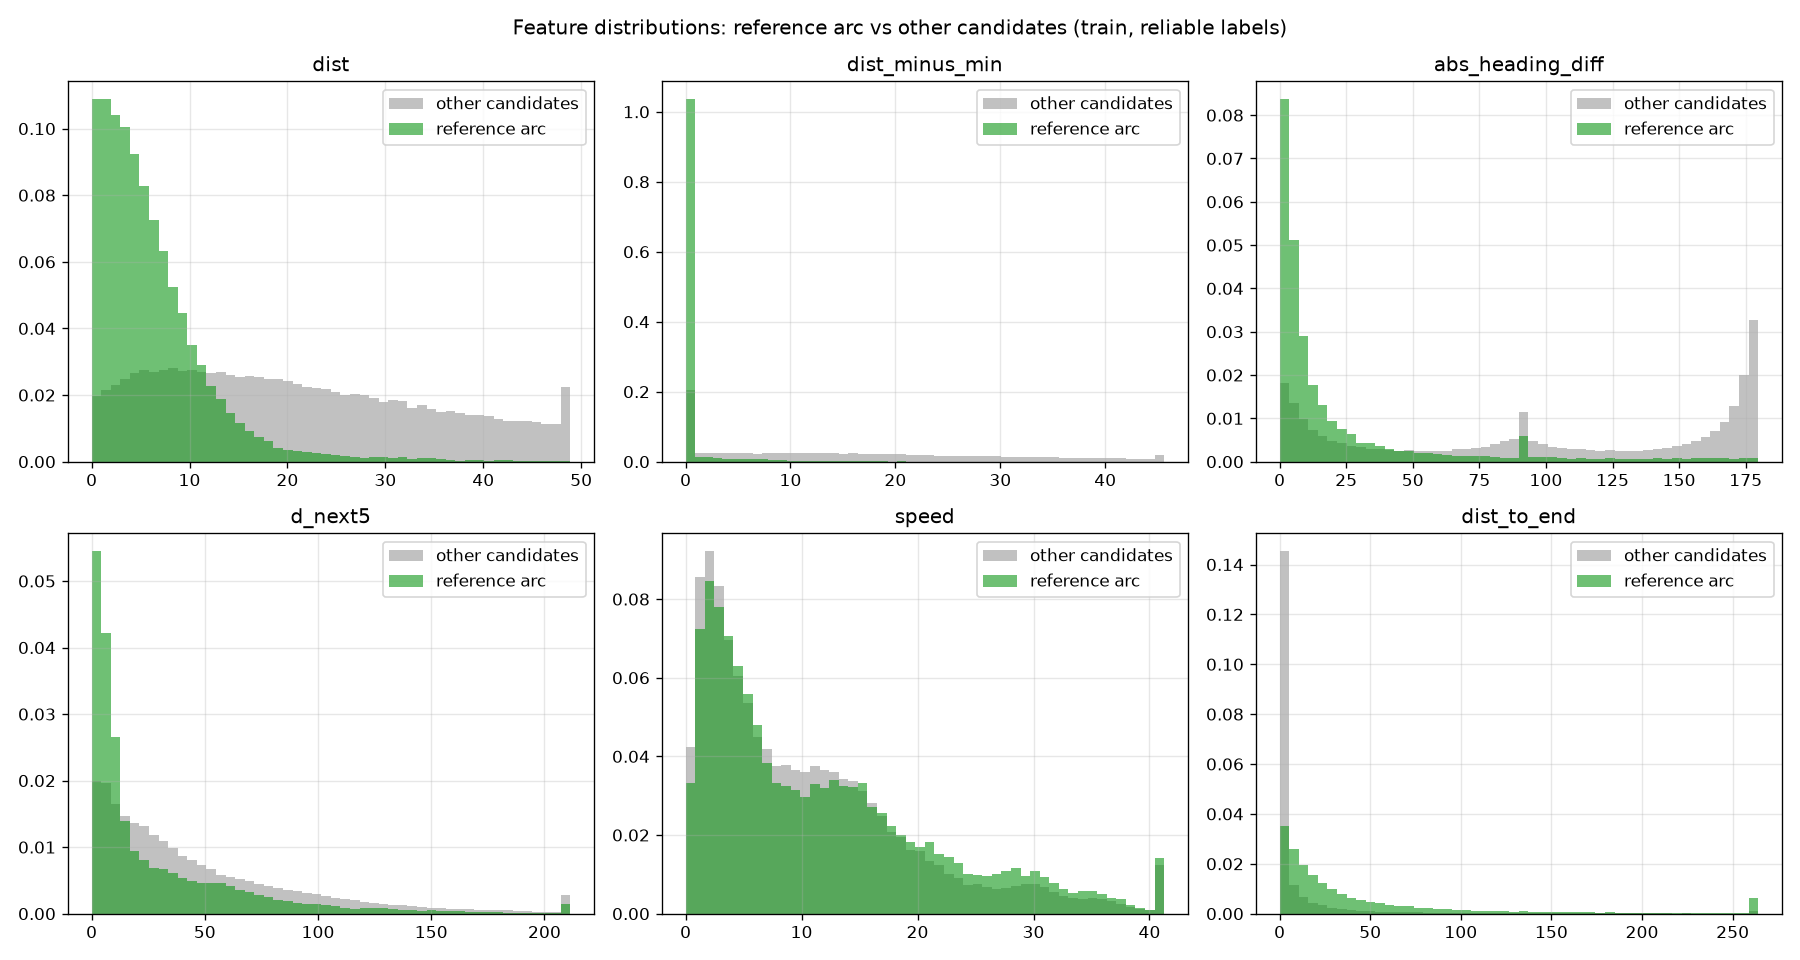 Feature distributions: reference arc vs other candidates (train, reliable labels)
dist
other candidates
reference arc
0.10
0.08
0.06
0.04
0.02
0.00
0 10 20 30 40 50
dist_minus_min
other candidates
reference arc
1.0
0.8
0.6
0.4
0.2
0.0
0 10 20 30 40
abs_heading_diff
other candidates
reference arc
0.08
0.07
0.06
0.05
0.04
0.03
0.02
0.01
0.00
0 25 50 75 100 125 150 175
d_next5
other candidates
reference arc
0.05
0.04
0.03
0.02
0.01
0.00
0 50 100 150 200
speed
other candidates
reference arc
0.08
0.06
0.04
0.02
0.00
0 10 20 30 40
dist_to_end
other candidates
reference arc
0.14
0.12
0.10
0.08
0.06
0.04
0.02
0.00
0 50 100 150 200 250